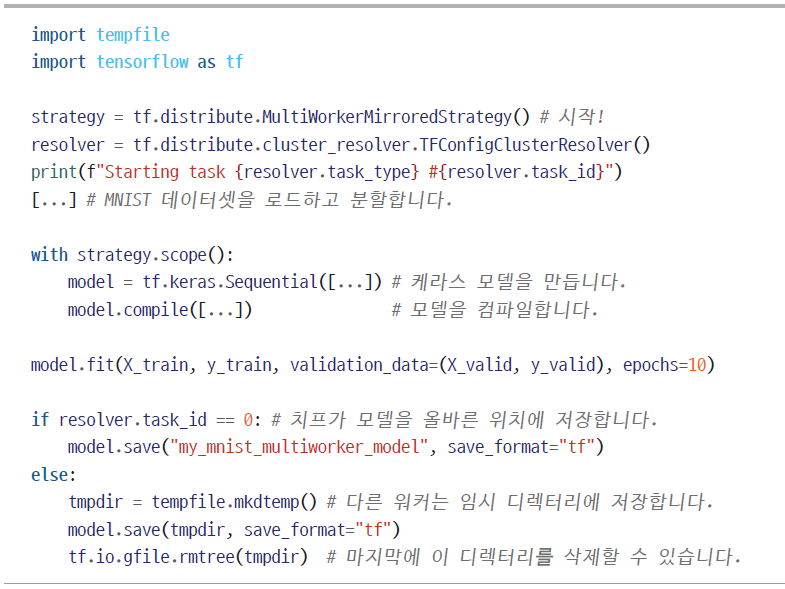 import tempfile
import tensorflow as tf
strategy = tf.distribute.MultiWorkerMirroredStrategy() # 시작!
resolver = tf.distribute.cluster_resolver.TFConfigClusterResolver()
print(f"Starting task {resolver.task_type} #{resolver.task_id}")
[...] # MNIST 데이터셋을 로드하고 분할합니다.
with strategy.scope():
    model = tf.keras.Sequential([...]) # 케라스 모델을 만듭니다.
    model.compile([...])               # 모델을 컴파일합니다.
model.fit(X_train, y_train, validation_data=(X_valid, y_valid), epochs=10)
if resolver.task_id == 0: # 치프가 모델을 올바른 위치에 저장합니다.
    model.save("my_mnist_multiworker_model", save_format="tf")
else:
    tmpdir = tempfile.mkdtemp() # 다른 워커는 임시 디렉터리에 저장합니다.
    model.save(tmpdir, save_format="tf")
    tf.io.gfile.rmtree(tmpdir)  # 마지막에 이 디렉터리를 삭제할 수 있습니다.